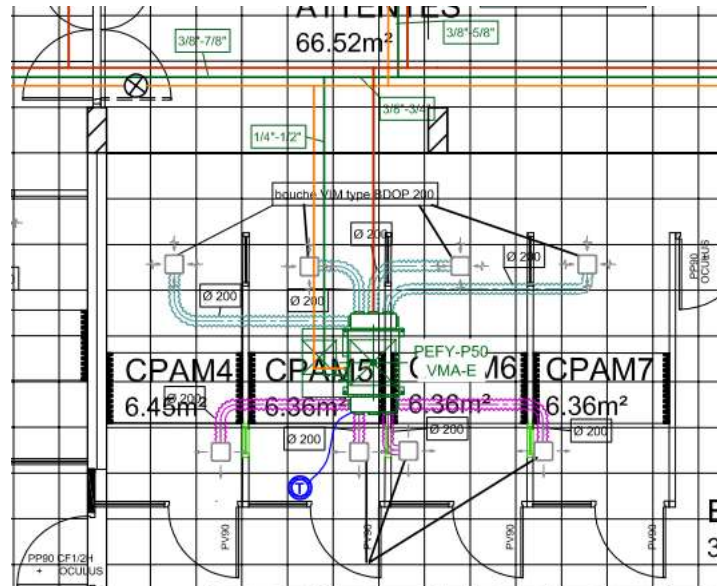 ATTENTES
66.52m²
3/8"-7/8"
3/8"-5/8"
3/8"-3/4"
1/4"-1/2"
bouche VIM type BDOP 200
Ø 200
Ø 200
Ø 200
Ø 200
PP90
OCULUS
PEFY-P50
VMA-E
CPAM4
6.45m²
CPAM5
6.36m²
6
6.36m²
CPAM7
6.36m²
Ø 200
Ø 200
Ø 200
Ø 200
T
PV90
PV90
PV90
PV90
PP90 CF1/2H
+ OCULUS